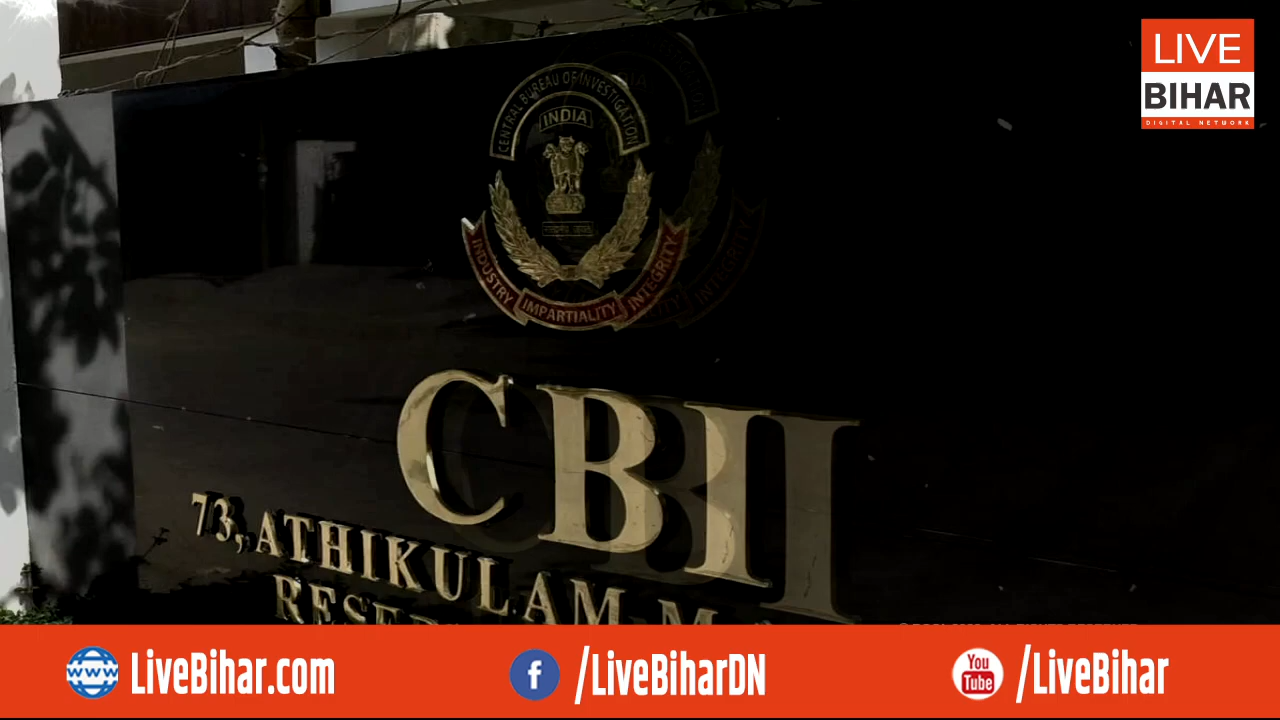 LIVE
BIHAR
DIGITAL NETWORK
CENTRAL BUREAU OF INVESTIGATION
INDIA
INDUSTRY IMPARTIALITY INTEGRITY
CBI
73, ATHIKULAM
LiveBihar.com
/LiveBiharDN
You
Tube
/LiveBihar